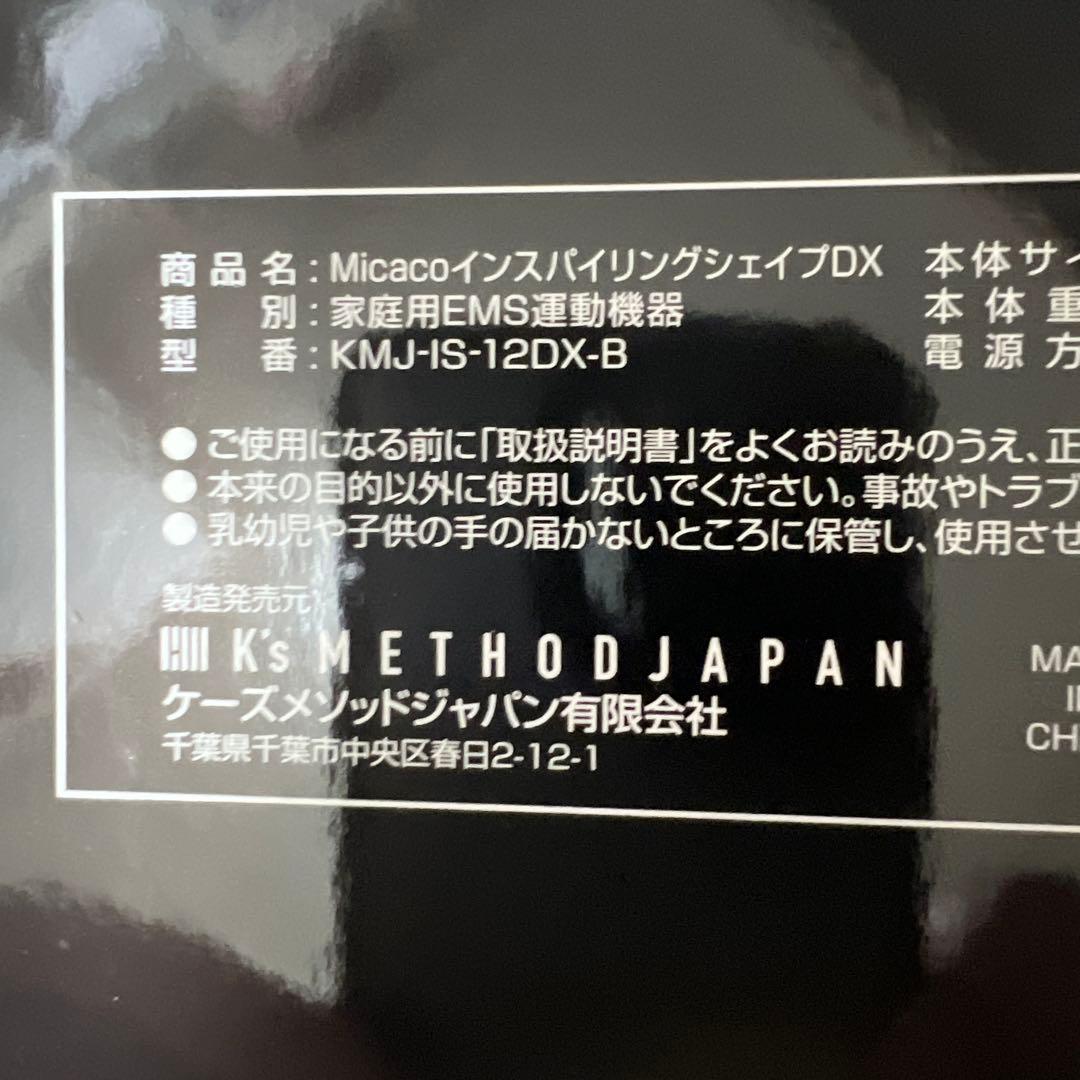 商品名：MicacoインスパイリングシェイプDX 本体サイ
種別：家庭用EMS運動機器 本体重
型番：KMJ-IS-12DX-B 電源方
●ご使用になる前に「取扱説明書」をよくお読みのうえ、正
●本来の目的以外に使用しないでください。事故やトラブ
●乳幼児や子供の手の届かないところに保管し、使用させ
製造発売元
K's METHOD JAPAN
ケーズメソッドジャパン有限会社
千葉県千葉市中央区春日2-12-1
MA
I
CH